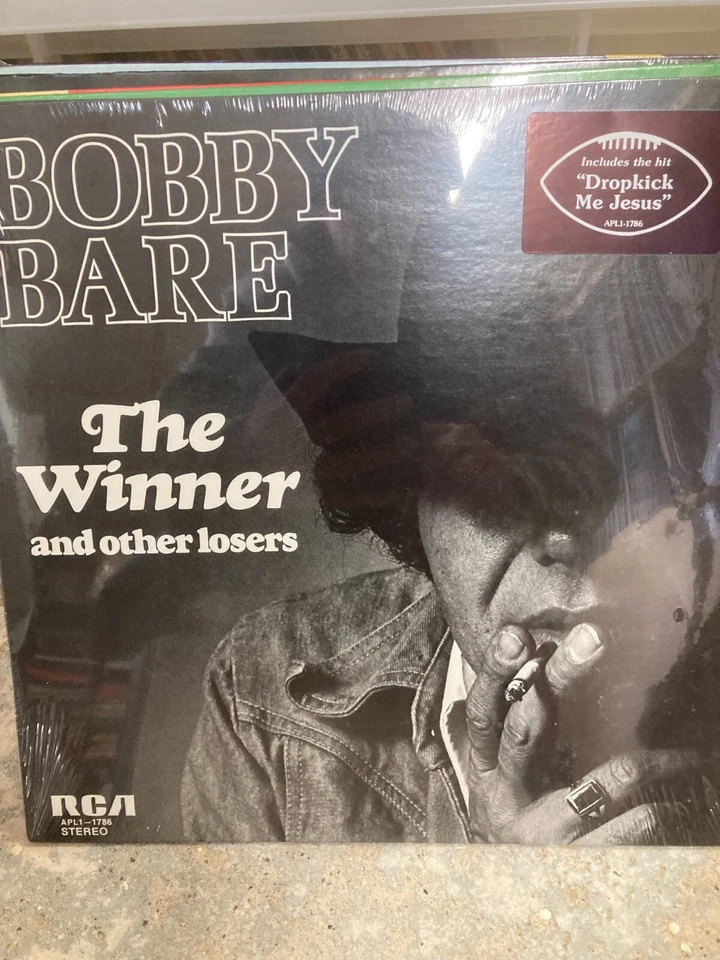 BOBBY
BARE
Includes the hit
“Dropkick
Me Jesus”
APL1-1786
The
Winner
and other losers
RCA
APL1-1786
STEREO